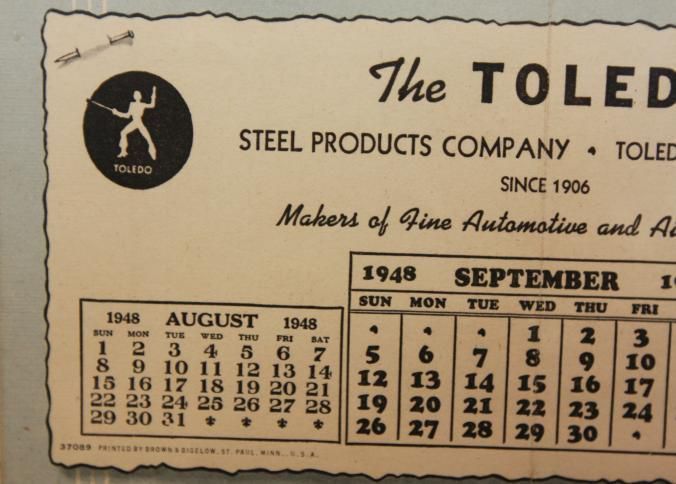 The TOLED
STEEL PRODUCTS COMPANY • TOLED
SINCE 1906
Makers of Fine Automotive and A
TOLEDO
1948 SEPTEMBER 1
SUN MON TUE WED THU FRI
1 2 3
5 6 7 8 9 10
12 13 14 15 16 17
19 20 21 22 23 24
26 27 28 29 30
1948 AUGUST 1948
SUN MON TUE WED THU FRI SAT
1 2 3 4 5 6 7
8 9 10 11 12 13 14
15 16 17 18 19 20 21
22 23 24 25 26 27 28
29 30 31 * * * *
37089 PRINTED BY BROWN & BIGELOW, ST. PAUL, MINN., U.S.A.